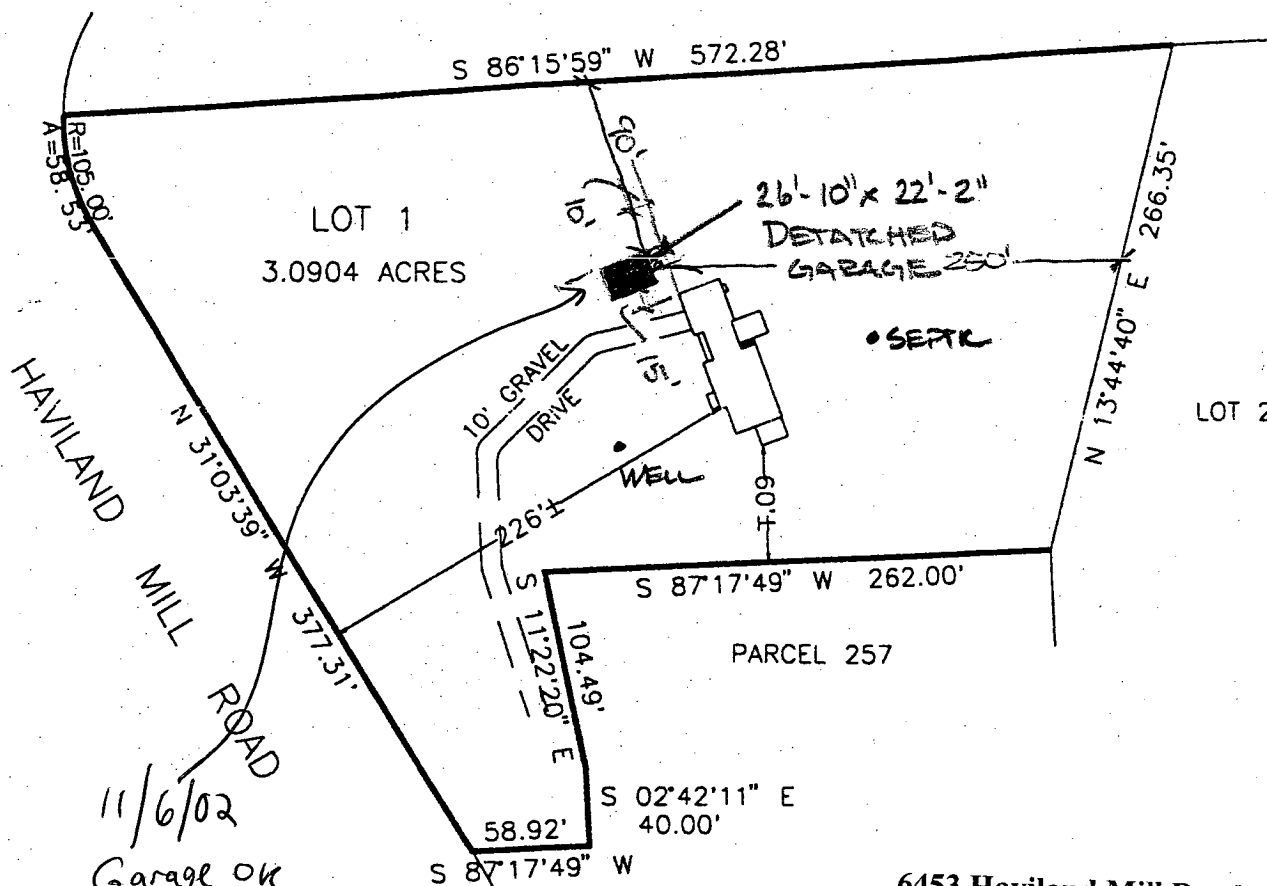 S 86°15'59" W 572.28'
R=105.00'
A=58.53'
LOT 1
3.0904 ACRES
90'
10'
26'-10" x 22'-2"
DETATCHED
GARAGE 250'
266.35'
N 13°44'40" E
LOT 2
SEPTIC
15'
10' GRAVEL
DRIVE
WELL
HAVILAND
MILL
ROAD
N 31°03'39" W
377.31'
226'±
60'±
S 87°17'49" W 262.00'
S 11°22'20" E
104.49'
PARCEL 257
S 02°42'11" E
40.00'
58.92'
S 87°17'49" W
11/6/02
Garage OK
6453 Haviland Mill